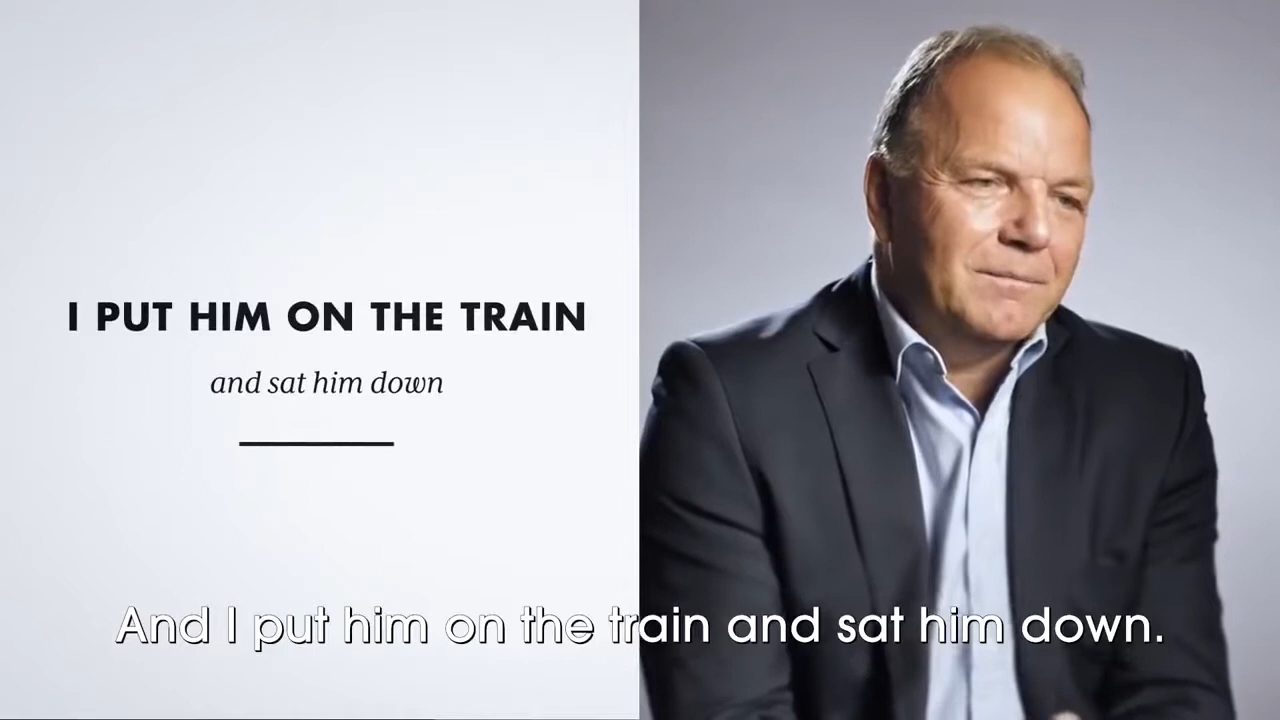 I PUT HIM ON THE TRAIN
and sat him down
And I put him on the train and sat him down.